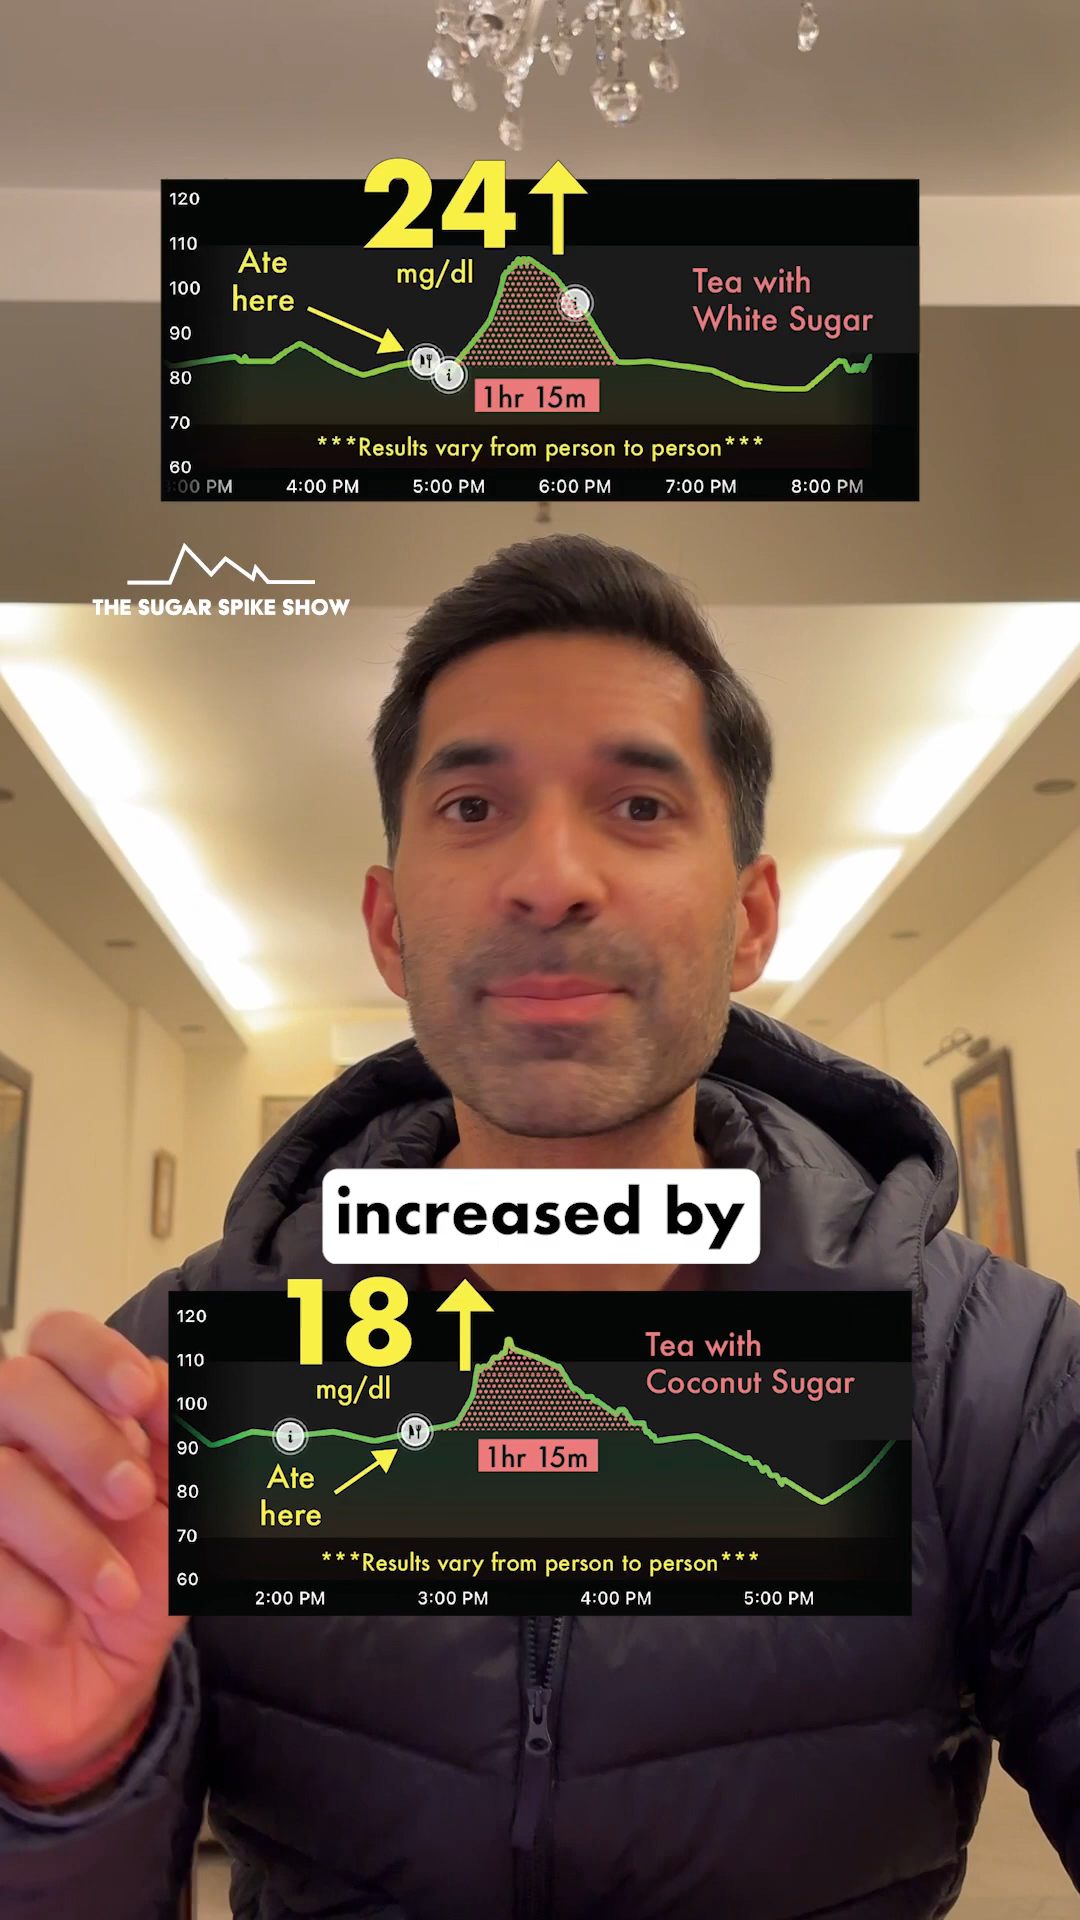 24
120
110
100
90
80
70
60
Ate
here
mg/dl
Tea with
White Sugar
1hr 15m
***Results vary from person to person***
:00 PM 4:00 PM 5:00 PM 6:00 PM 7:00 PM 8:00 PM
THE SUGAR SPIKE SHOW
increased by
18
120
110
100
90
80
70
60
mg/dl
Tea with
Coconut Sugar
Ate
here
1hr 15m
***Results vary from person to person***
2:00 PM 3:00 PM 4:00 PM 5:00 PM